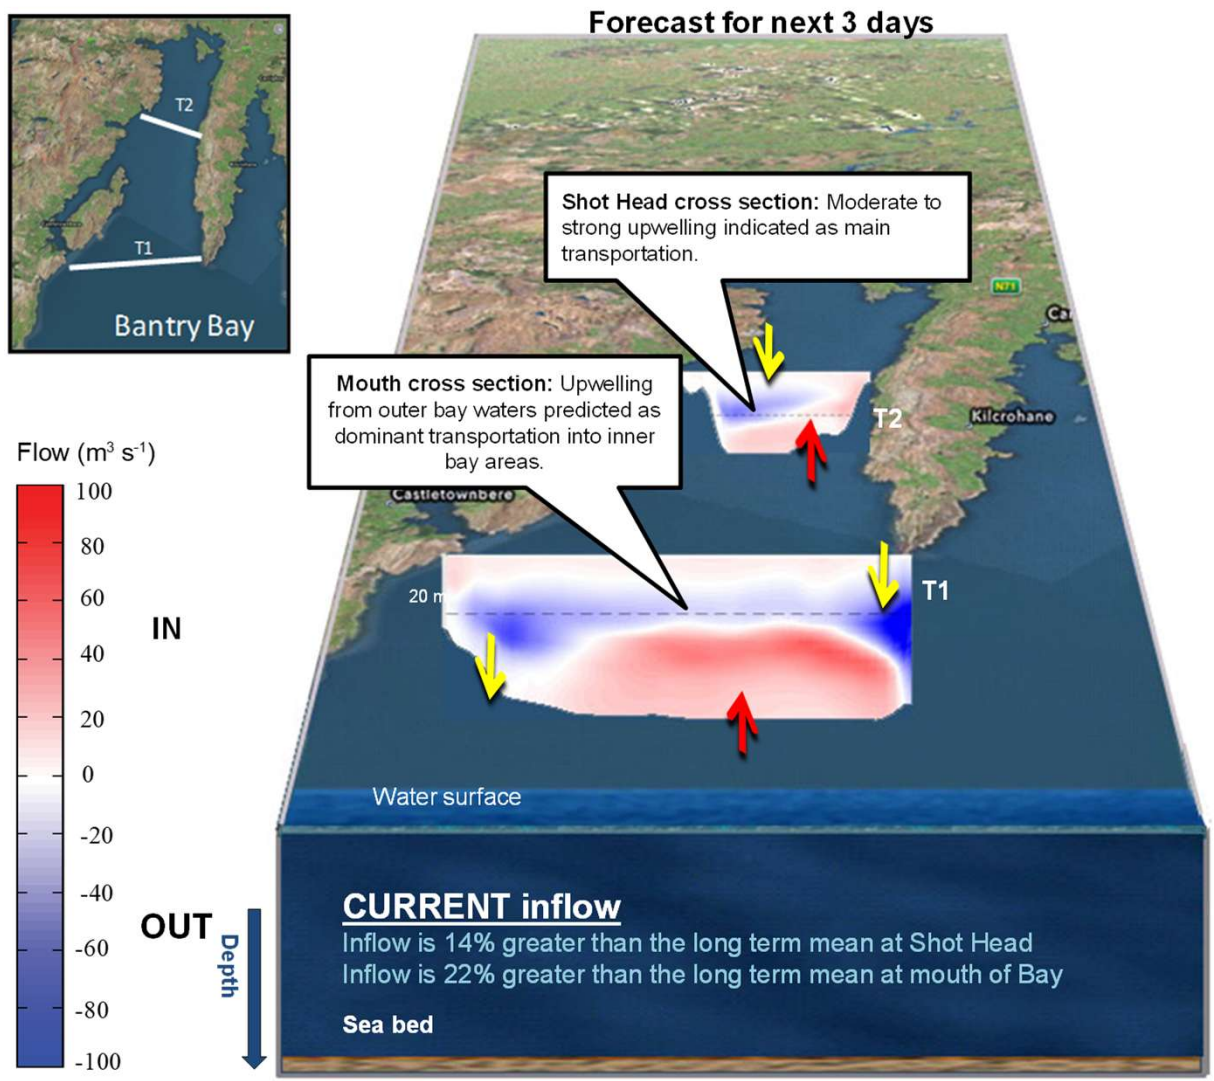 Forecast for next 3 days
T2
T1
Bantry Bay
Shot Head cross section: Moderate to
strong upwelling indicated as main
transportation.
N71
Ca
Mouth cross section: Upwelling
from outer bay waters predicted as
dominant transportation into inner
bay areas.
T2
Kilcrohane
Castletownbere
Flow (m³ s⁻¹)
100
80
60
40
20
0
-20
-40
-60
-80
-100
IN
OUT
Depth
20 m
T1
Water surface
CURRENT inflow
Inflow is 14% greater than the long term mean at Shot Head
Inflow is 22% greater than the long term mean at mouth of Bay
Sea bed